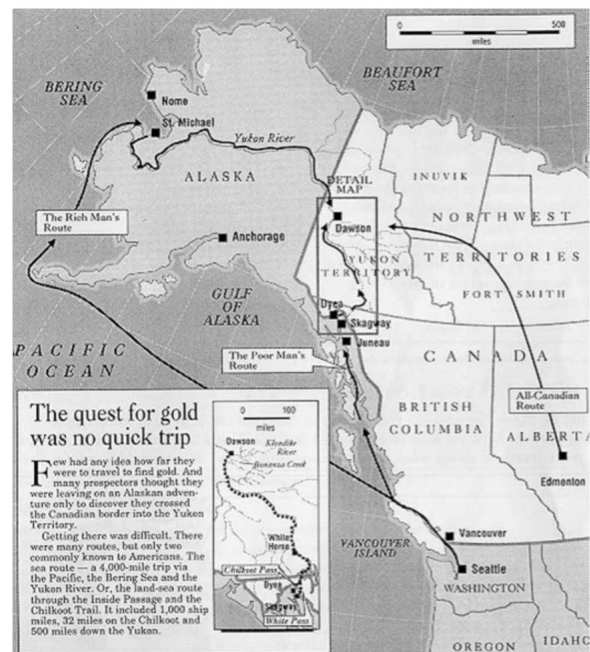 0 500
miles
BERING
SEA
BEAUFORT
SEA
Nome
St. Michael
Yukon River
ALASKA
DETAIL
MAP
INUVIK
NORTHWEST
TERRITORIES
Dawson
The Rich Man's
Route
Anchorage
YUKON
TERRITORY
FORT SMITH
GULF
OF
ALASKA
Dyea
Skagway
Juneau
PACIFIC
OCEAN
The Poor Man's
Route
CANADA
All-Canadian
Route
BRITISH
COLUMBIA
ALBERTA
Edmonton
VANCOUVER
ISLAND
Vancouver
Seattle
WASHINGTON
OREGON
IDAHO
The quest for gold
was no quick trip
Few had any idea how far they
were to travel to find gold. And
many prospectors thought they
were leaving on an Alaskan adven-
ture only to discover they crossed
the Canadian border into the Yukon
Territory.
Getting there was difficult. There
were many routes, but only two
commonly known to Americans. The
sea route — a 4,000-mile trip via
the Pacific, the Bering Sea and the
Yukon River. Or, the land-sea route
through the Inside Passage and the
Chilkoot Trail. It included 1,000 ship
miles, 32 miles on the Chilkoot and
500 miles down the Yukon.
0 100
miles
Dawson
Klondike
River
Bonanza Creek
White
Horse
Chilkoot Pass
Dyea
Skagway
White Pass